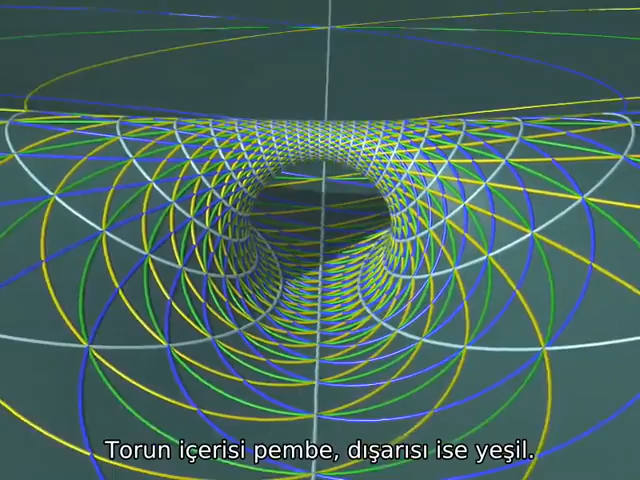 Torun içerisi pembe, dışarısı ise yeşil.